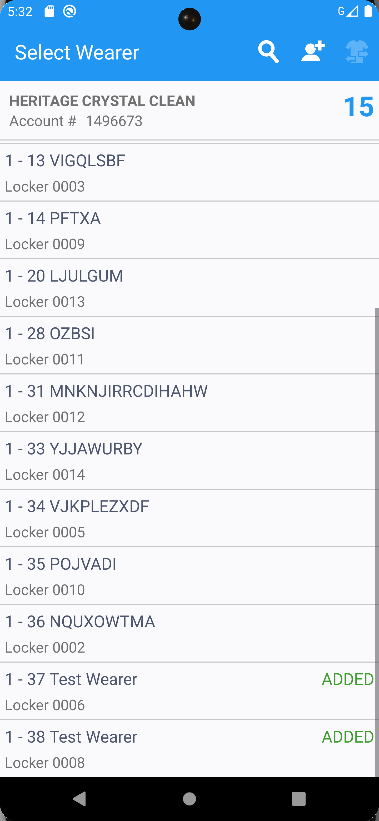 5:32
G
Select Wearer
HERITAGE CRYSTAL CLEAN
Account # 1496673
15
1 - 13 VIGQLSBF
Locker 0003
1 - 14 PFTXA
Locker 0009
1 - 20 LJULGUM
Locker 0013
1 - 28 OZBSI
Locker 0011
1 - 31 MNKNJIRRCDIHAHW
Locker 0012
1 - 33 YJJAWURBY
Locker 0014
1 - 34 VJKPLEZXDF
Locker 0005
1 - 35 POJVADI
Locker 0010
1 - 36 NQUXOWTMA
Locker 0002
1 - 37 Test Wearer ADDED
Locker 0006
1 - 38 Test Wearer ADDED
Locker 0008